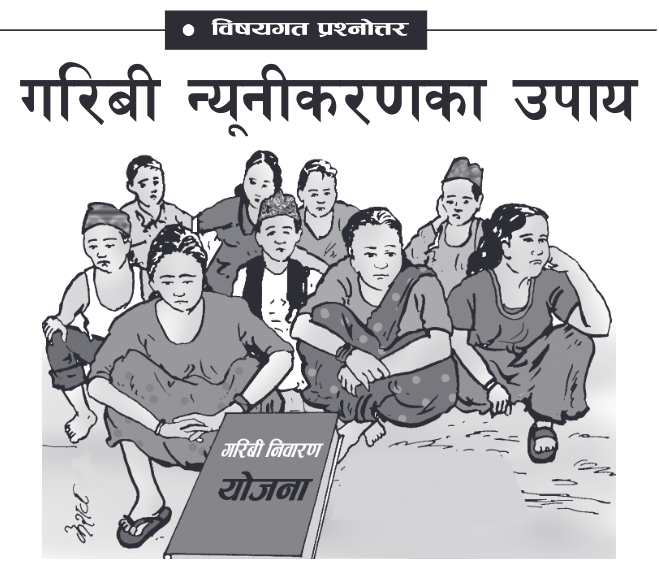 • विषयगत प्रश्नोत्तर
गरिबी न्यूनीकरणका उपाय
गरिबी निवारण
योजना